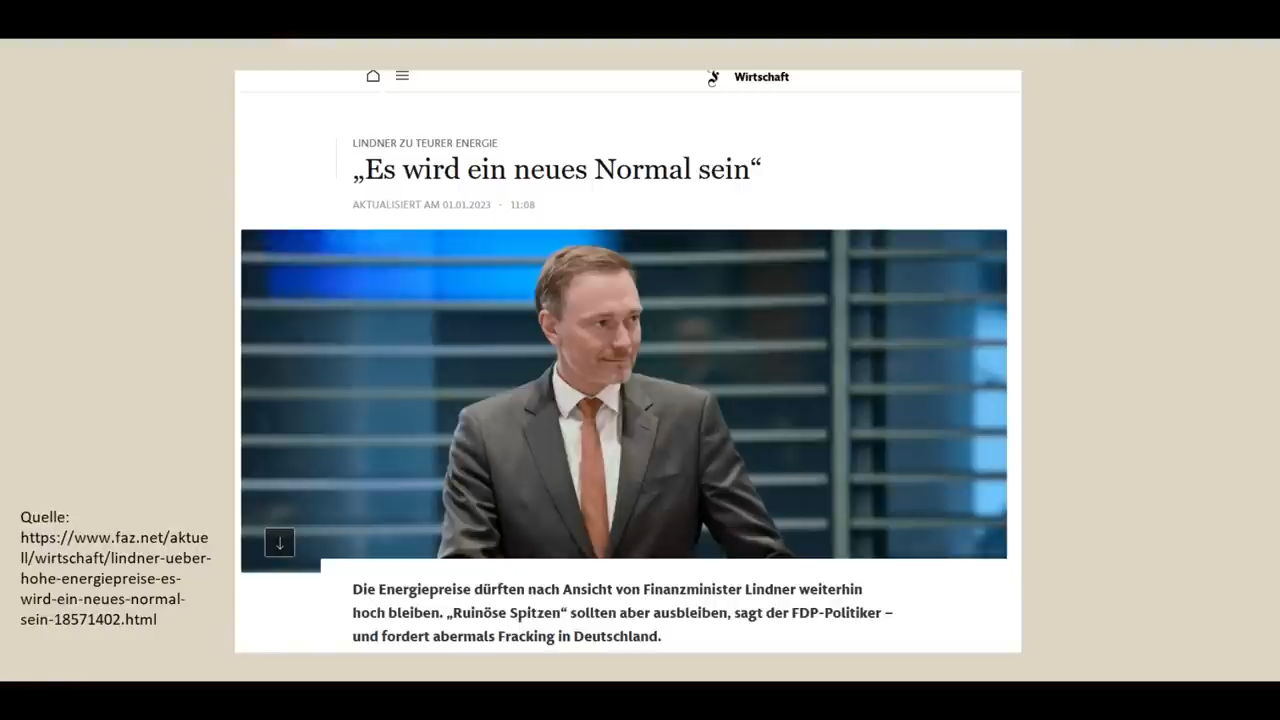 Wirtschaft
LINDNER ZU TEURER ENERGIE
„Es wird ein neues Normal sein“
AKTUALISIERT AM 01.01.2023 · 11:08
Die Energiepreise dürften nach Ansicht von Finanzminister Lindner weiterhin
hoch bleiben. „Ruinöse Spitzen“ sollten aber ausbleiben, sagt der FDP-Politiker –
und fordert abermals Fracking in Deutschland.
Quelle:
https://www.faz.net/aktue
ll/wirtschaft/lindner-ueber-
hohe-energiepreise-es-
wird-ein-neues-normal-
sein-18571402.html